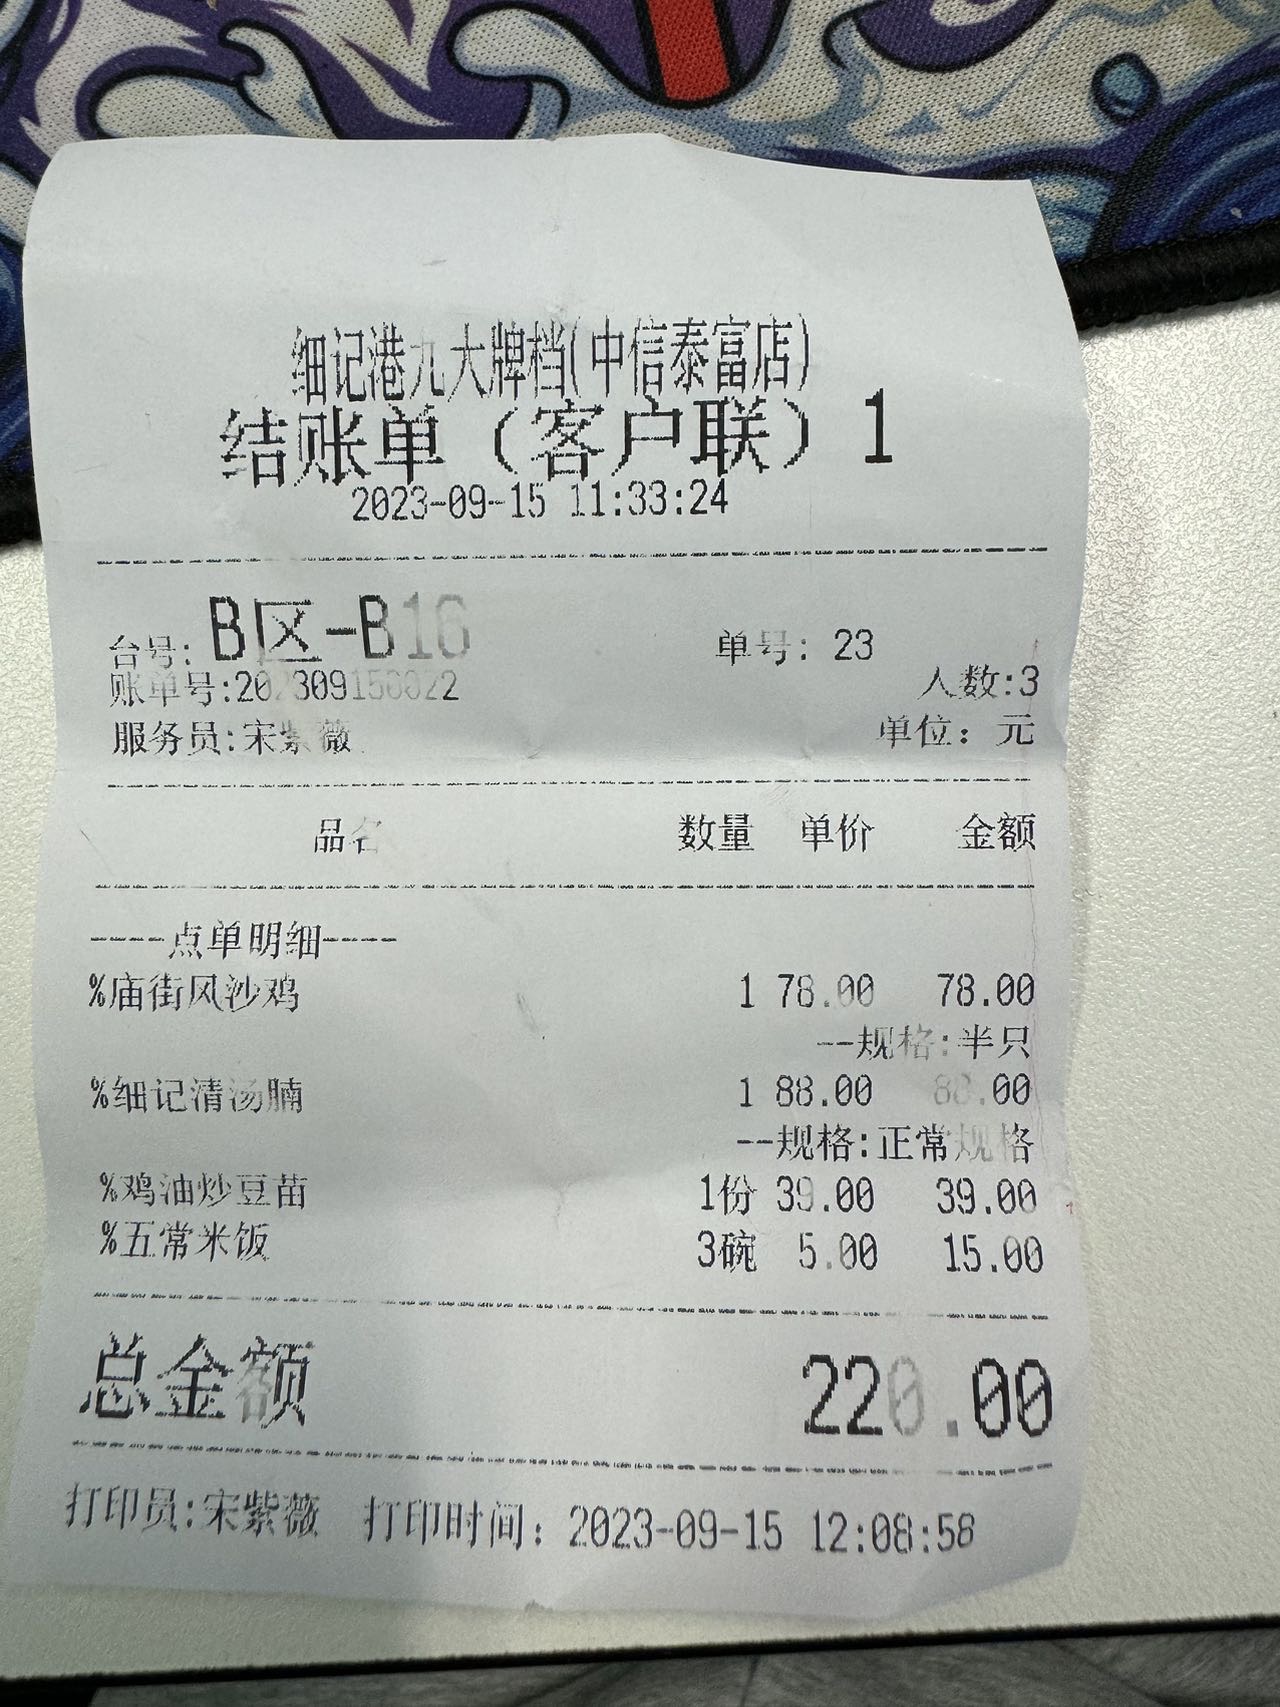 细记港九大牌档(中信泰富店)
结账单（客户联）1
2023-09-15 11:33:24
台号: B区-B16 单号: 23
账单号:202309150022 人数:3
服务员:宋紫薇 单位: 元
品名 数量 单价 金额
----点单明细----
%庙街风沙鸡 1 78.00 78.00
--规格:半只
%细记清汤腩 1 88.00 88.00
--规格:正常规格
%鸡油炒豆苗 1份 39.00 39.00
%五常米饭 3碗 5.00 15.00
总金额 220.00
打印员:宋紫薇 打印时间: 2023-09-15 12:08:58